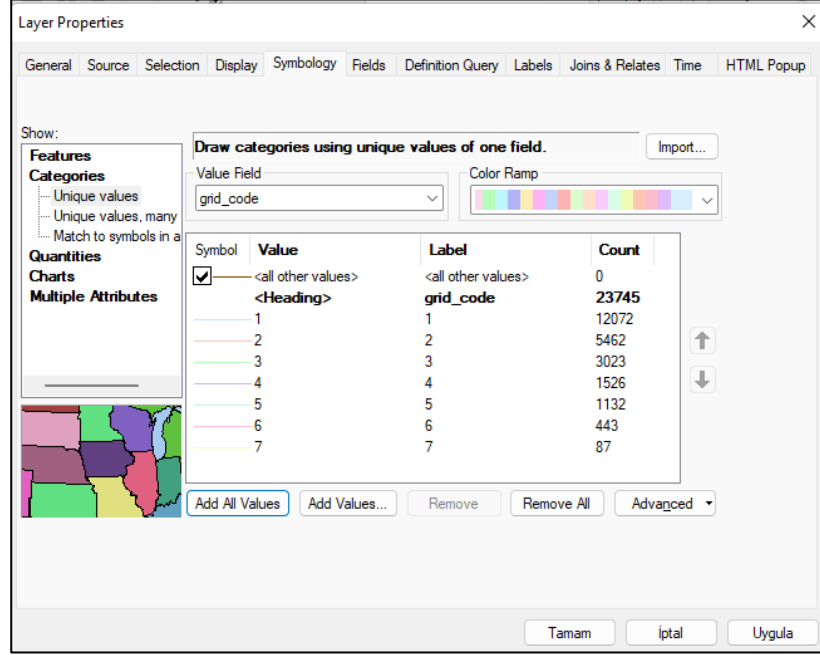 Layer Properties
General Source Selection Display Symbology Fields Definition Query Labels Joins & Relates Time HTML Popup
Show:
Features
Categories
Unique values
Unique values, many
Match to symbols in a
Quantities
Charts
Multiple Attributes
Draw categories using unique values of one field.
Import...
Value Field
grid_code
Color Ramp
Symbol Value Label Count
<all other values> <all other values> 0
<Heading> grid_code 23745
1 1 12072
2 2 5462
3 3 3023
4 4 1526
5 5 1132
6 6 443
7 7 87
Add All Values Add Values... Remove Remove All Advanced
Tamam İptal Uygula